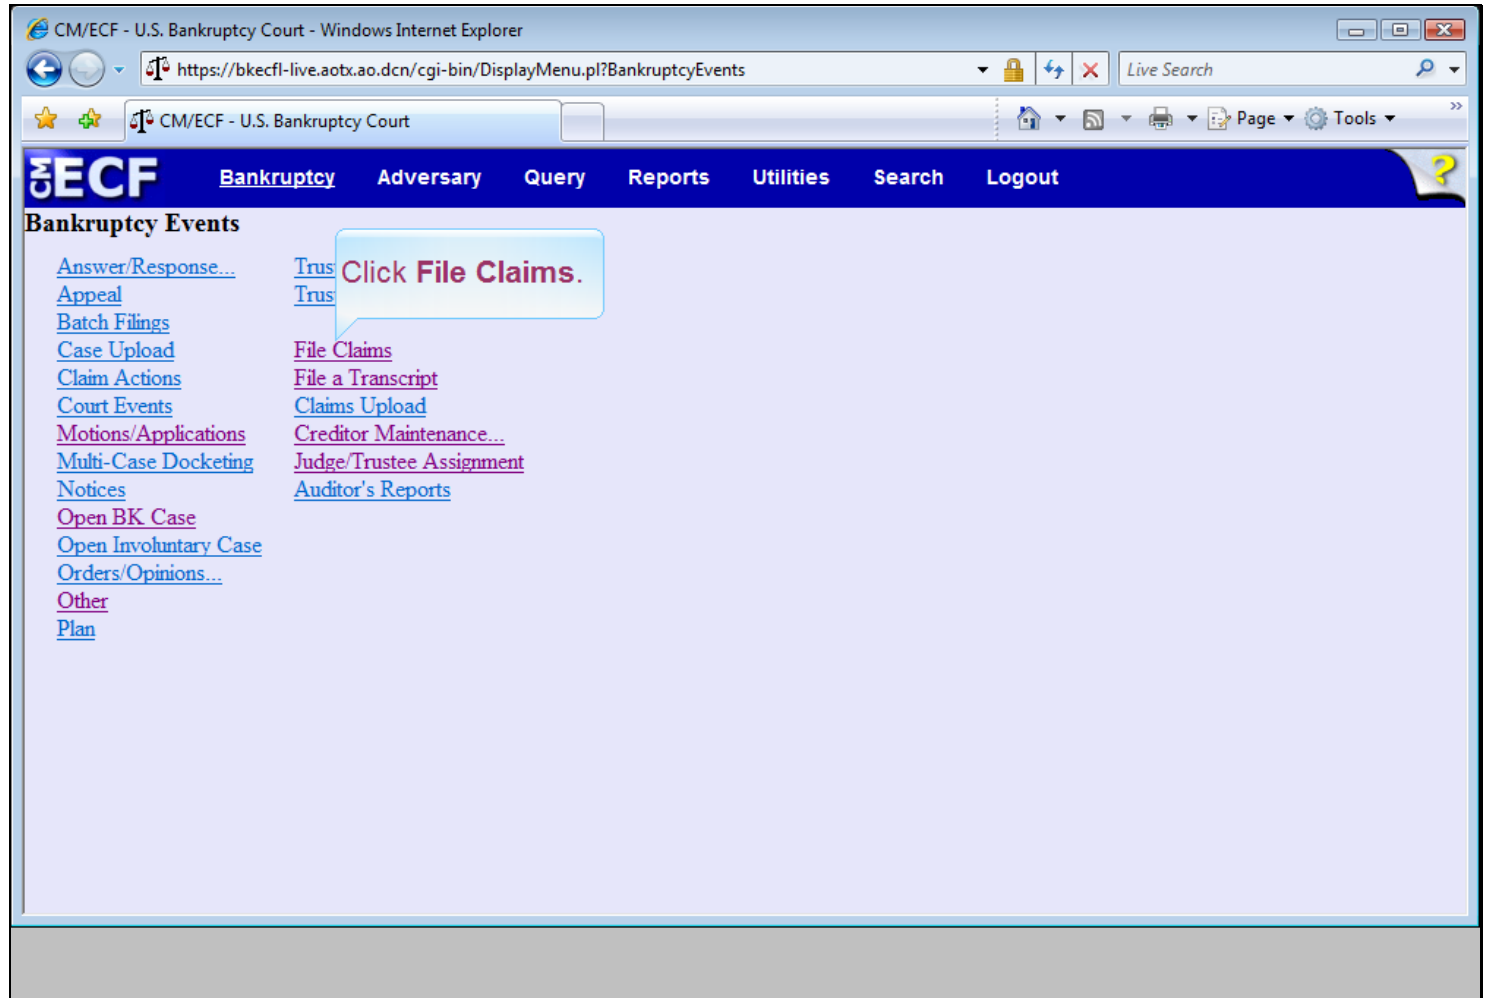 CM/ECF - U.S. Bankruptcy Court - Windows Internet Explorer
https://bkecfl-live.aotx.ao.dcn/cgi-bin/DisplayMenu.pl?BankruptcyEvents
Live Search
CM/ECF - U.S. Bankruptcy Court
Page
Tools
CM ECF Bankruptcy Adversary Query Reports Utilities Search Logout ?
Bankruptcy Events
Click File Claims.
Answer/Response...
Appeal
Batch Filings
Case Upload
Claim Actions
Court Events
Motions/Applications
Multi-Case Docketing
Notices
Open BK Case
Open Involuntary Case
Orders/Opinions...
Other
Plan
File Claims
File a Transcript
Claims Upload
Creditor Maintenance...
Judge/Trustee Assignment
Auditor's Reports